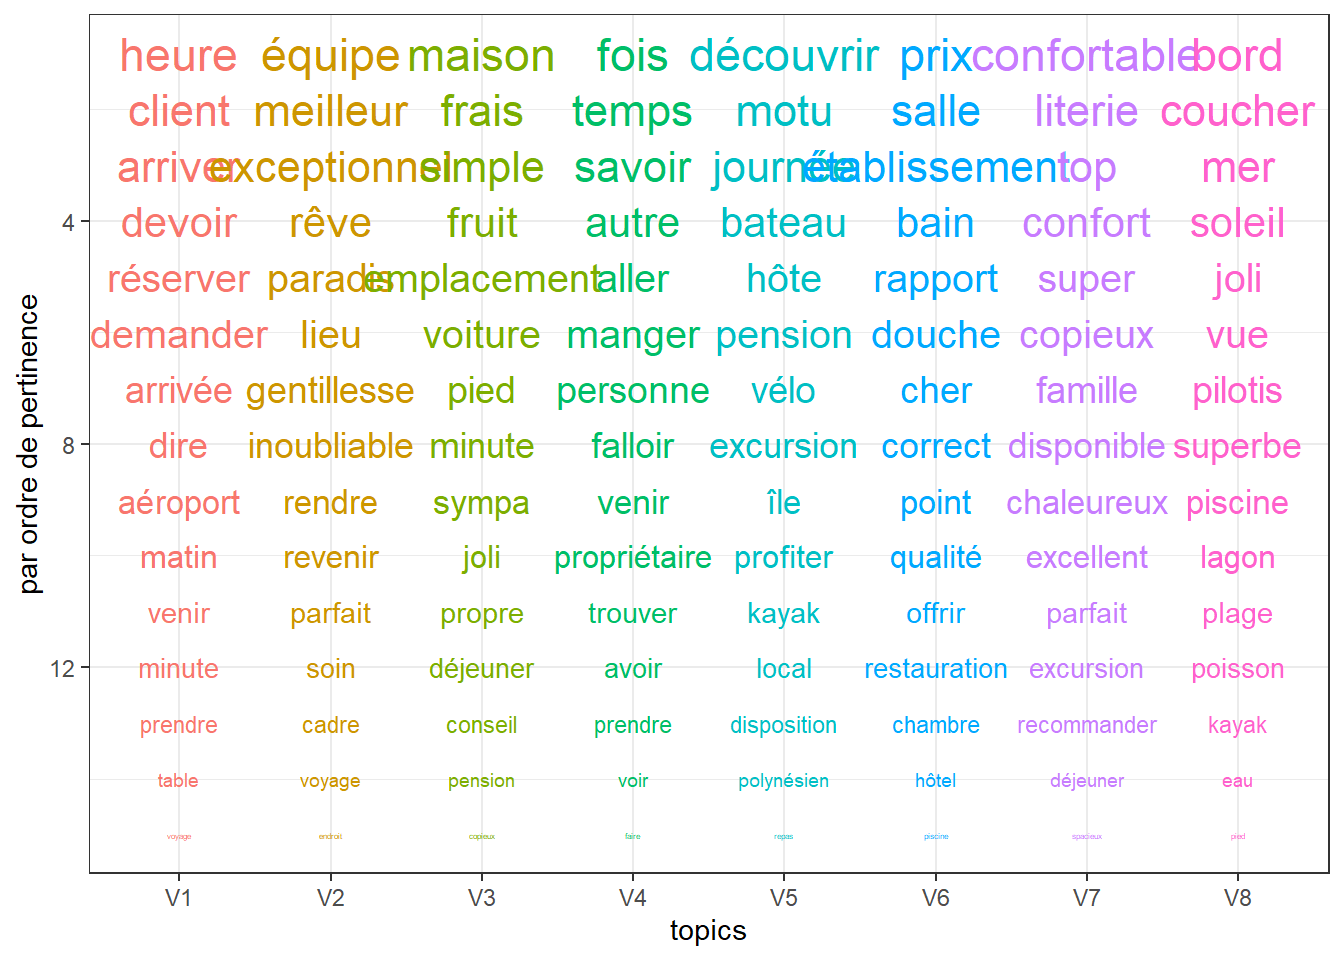 heure équipe maison fois découvrir prix confortable bord
client meilleur frais temps motu salle literie coucher
arriver exceptionnel simple savoir journée établissement top mer
4 devoir rêve fruit autre bateau bain confort soleil
réserver paradis emplacement aller hôte rapport super joli
demander lieu voiture manger pension douche copieux vue
arrivée gentillesse pied personne vélo cher famille pilotis
8 dire inoubliable minute falloir excursion correct disponible superbe
aéroport rendre sympa venir île point chaleureux piscine
matin revenir joli propriétaire profiter qualité excellent lagon
venir parfait propre trouver kayak offrir parfait plage
12 minute soin déjeuner avoir local restauration excursion poisson
prendre cadre conseil prendre disposition chambre recommander kayak
table voyage pension voir polynésien hôtel déjeuner eau
voyage endroit copieux faire repas piscine spacieux pied
V1 V2 V3 V4 V5 V6 V7 V8
topics
par ordre de pertinence